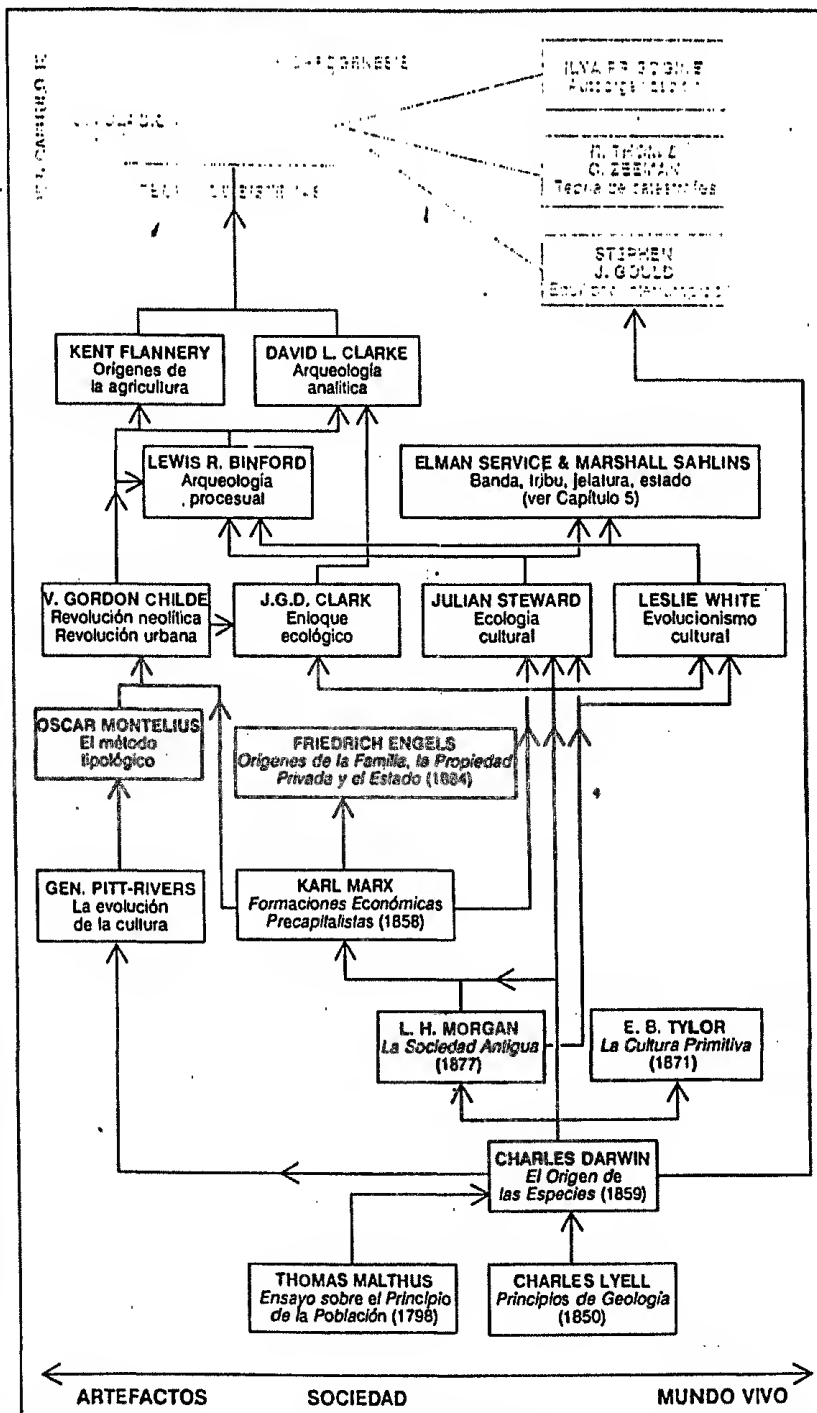 ILYA PRIGOGINE
Autoorganización
C. ZEEMAN
Teoría de catástrofes
STEPHEN
J. GOULD
KENT FLANNERY
Orígenes de
la agricultura
DAVID L. CLARKE
Arqueología
analítica
LEWIS R. BINFORD
Arqueología
procesual
ELMAN SERVICE & MARSHALL SAHLINS
Banda, tribu, jefatura, estado
(ver Capítulo 5)
V. GORDON CHILDE
Revolución neolítica
Revolución urbana
J.G.D. CLARK
Enfoque
ecológico
JULIAN STEWARD
Ecología
cultural
LESLIE WHITE
Evolucionismo
cultural
OSCAR MONTELIUS
El método
tipológico
FRIEDRICH ENGELS
Orígenes de la Familia, la Propiedad
Privada y el Estado (1884)
GEN. PITT-RIVERS
La evolución
de la cultura
KARL MARX
Formaciones Económicas
Precapitalistas (1858)
L. H. MORGAN
La Sociedad Antigua
(1877)
E. B. TYLOR
La Cultura Primitiva
(1871)
CHARLES DARWIN
El Origen de
las Especies (1859)
THOMAS MALTHUS
Ensayo sobre el Principio
de la Población (1798)
CHARLES LYELL
Principios de Geología
(1850)
ARTEFACTOS
SOCIEDAD
MUNDO VIVO